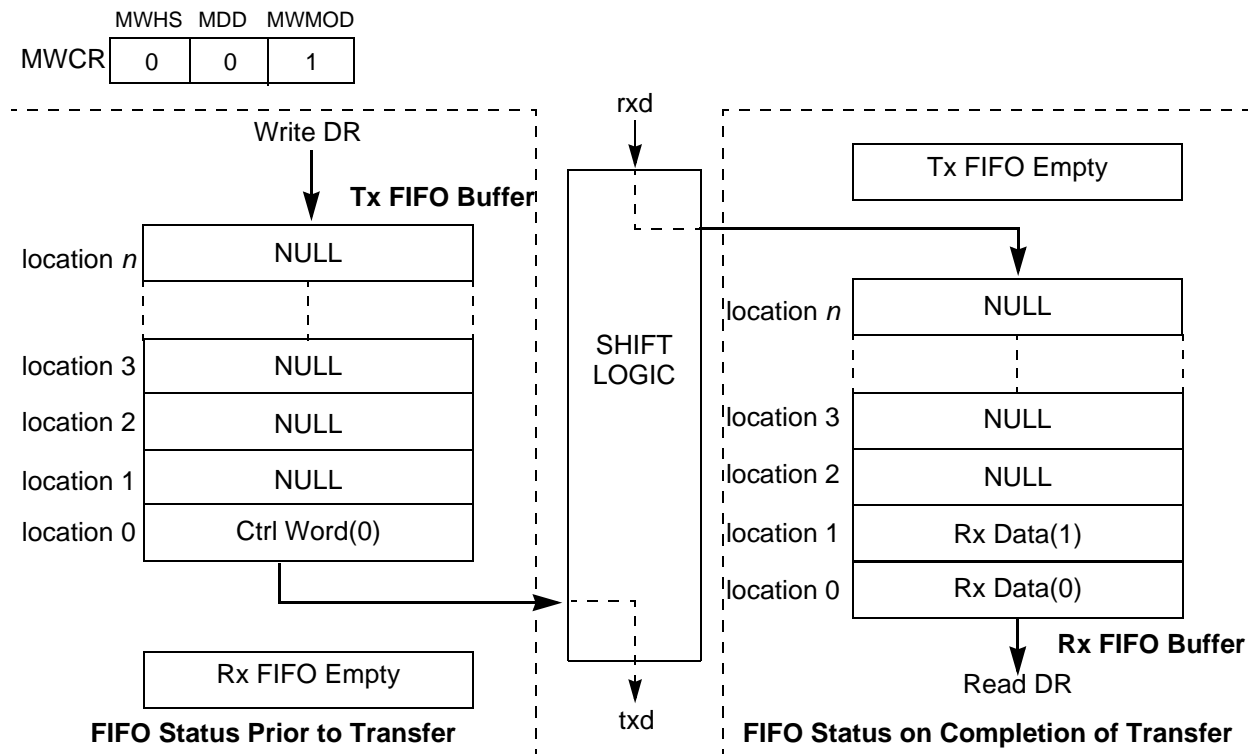 MWHS MDD MWMOD
MWCR 0 0 1
Write DR
Tx FIFO Buffer
location n NULL
location 3 NULL
location 2 NULL
location 1 NULL
location 0 Ctrl Word(0)
Rx FIFO Empty
FIFO Status Prior to Transfer
rxd
SHIFT
LOGIC
txd
Tx FIFO Empty
location n NULL
location 3 NULL
location 2 NULL
location 1 Rx Data(1)
location 0 Rx Data(0)
Rx FIFO Buffer
Read DR
FIFO Status on Completion of Transfer